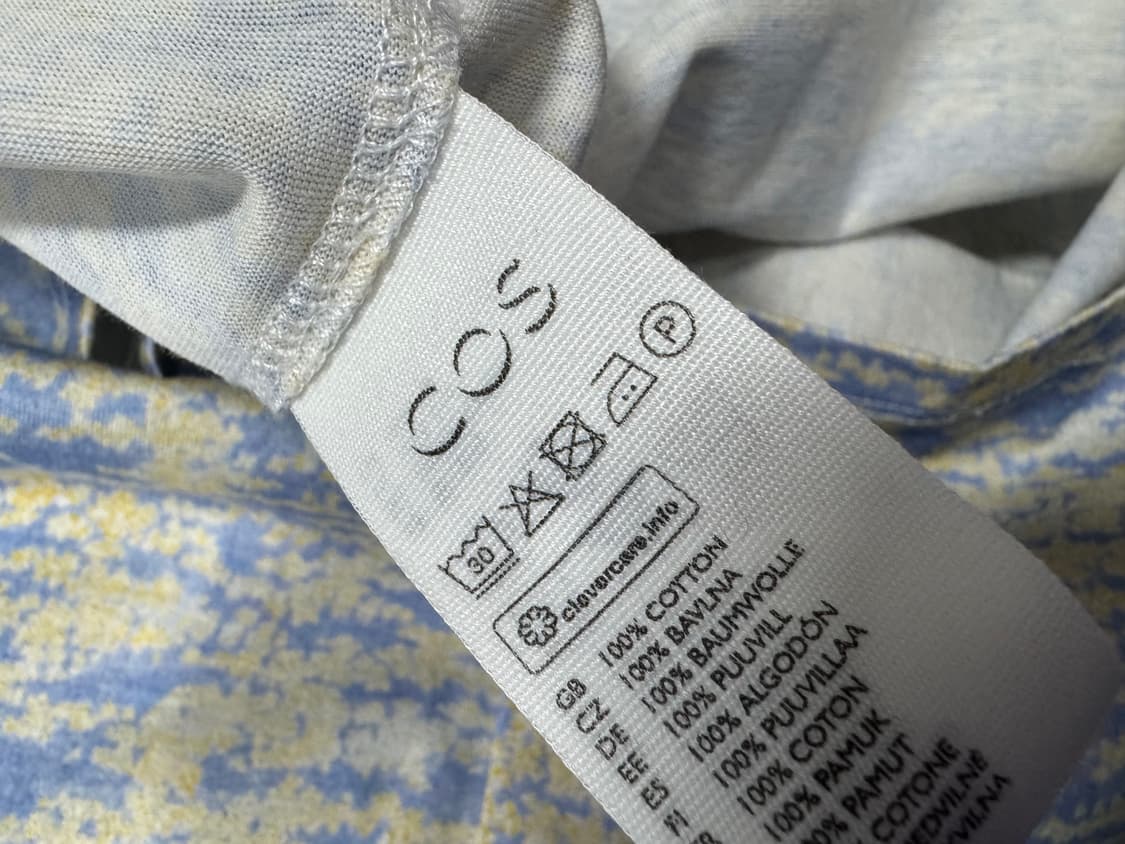 COS
30
P
clevercare.info
GB 100% COTTON
CZ 100% BAVLNA
DE 100% BAUMWOLLE
EE 100% PUUVILL
ES 100% ALGODÓN
FI 100% PUUVILLAA
100% COTON
100% PAMUK
PAMUT
COTONE